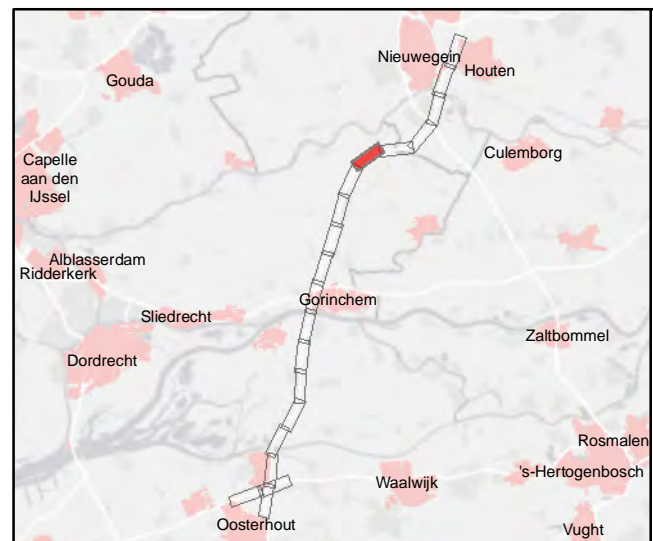 Nieuwegein
Houten
Gouda
Culemborg
Capelle
aan den
IJssel
Alblasserdam
Ridderkerk
Gorinchem
Sliedrecht
Zaltbommel
Dordrecht
Rosmalen
's-Hertogenbosch
Waalwijk
Oosterhout
Vught